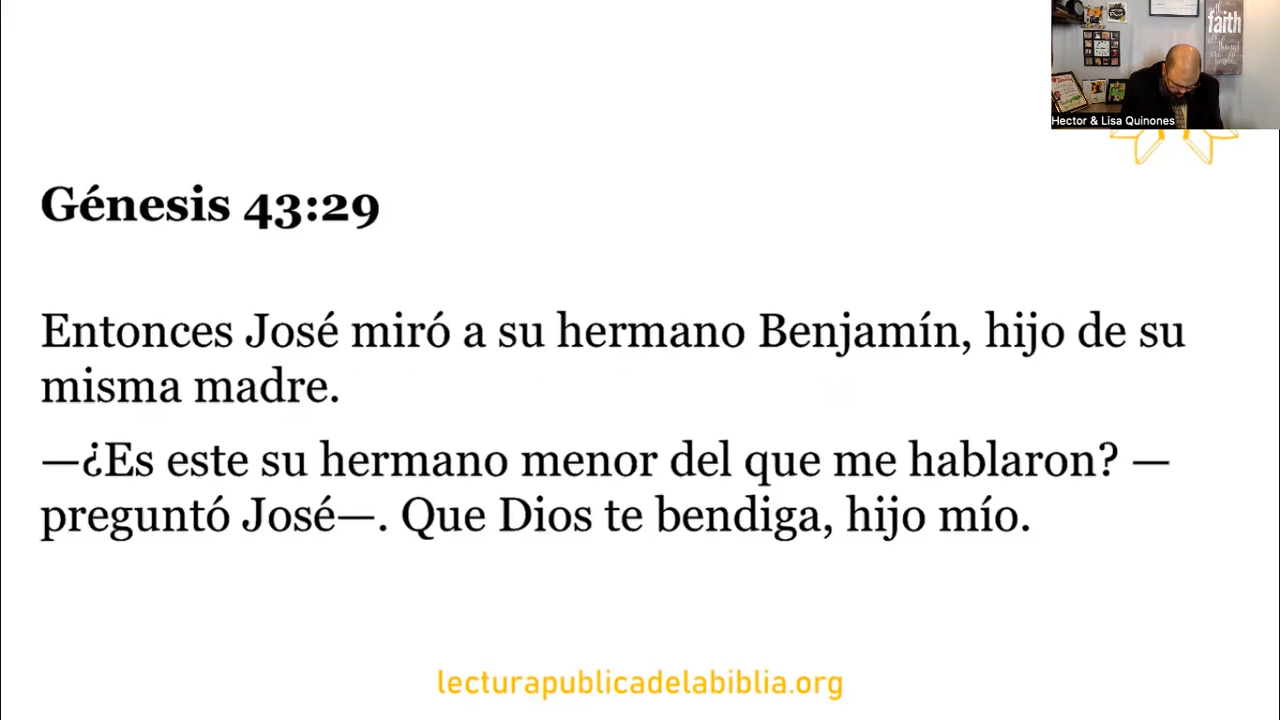 faith
Hector & Lisa Quinones
Génesis 43:29
Entonces José miró a su hermano Benjamín, hijo de su
misma madre.
—¿Es este su hermano menor del que me hablaron? —
preguntó José—. Que Dios te bendiga, hijo mío.
lecturapublicadelabiblia.org